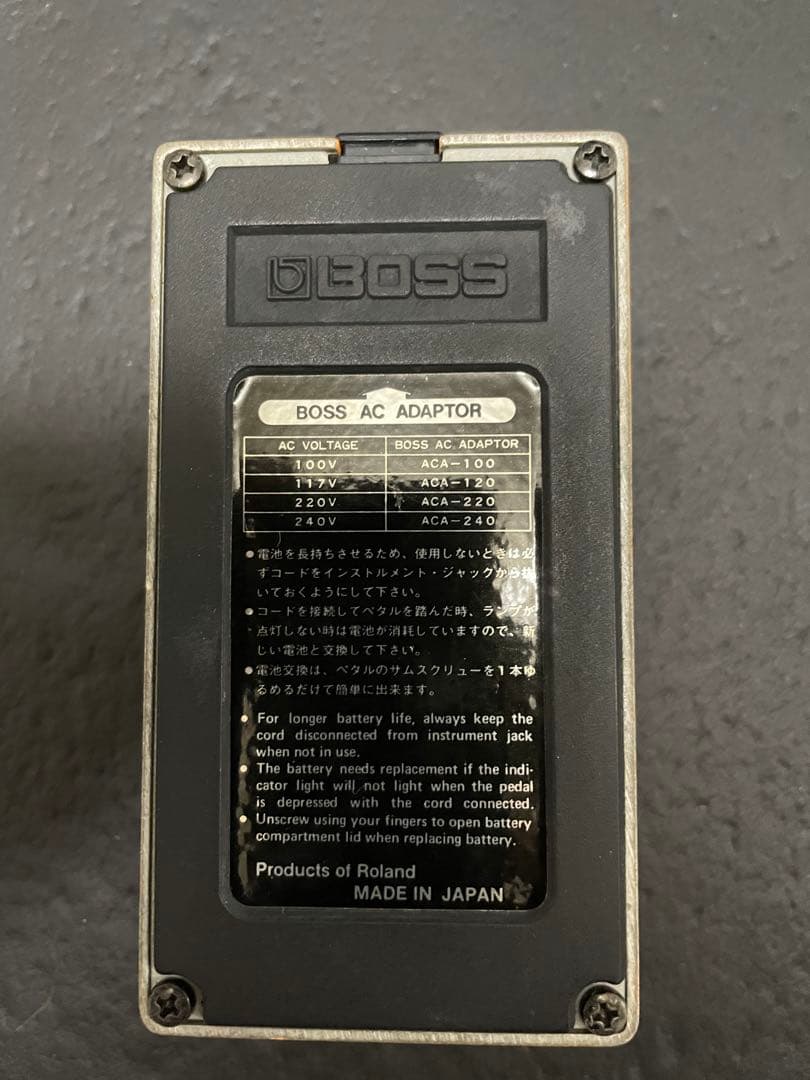 BOSS
BOSS AC ADAPTOR
AC VOLTAGE BOSS AC ADAPTOR
100V ACA-100
117V ACA-120
220V ACA-220
240V ACA-240
●電池を長持ちさせるため、使用しないときは必
ずコードをインストルメント・ジャックから抜
いておくようにして下さい。
●コードを接続してペタルを踏んだ時、ランプが
点灯しない時は電池が消耗していますので、新
しい電池と交換して下さい。
●電池交換は、ペタルのサムスクリューを1本ゆ
るめるだけで簡単に出来ます。
● For longer battery life, always keep the
cord disconnected from instrument jack
when not in use.
● The battery needs replacement if the indi-
cator light will not light when the pedal
is depressed with the cord connected.
● Unscrew using your fingers to open battery
compartment lid when replacing battery.
Products of Roland
MADE IN JAPAN